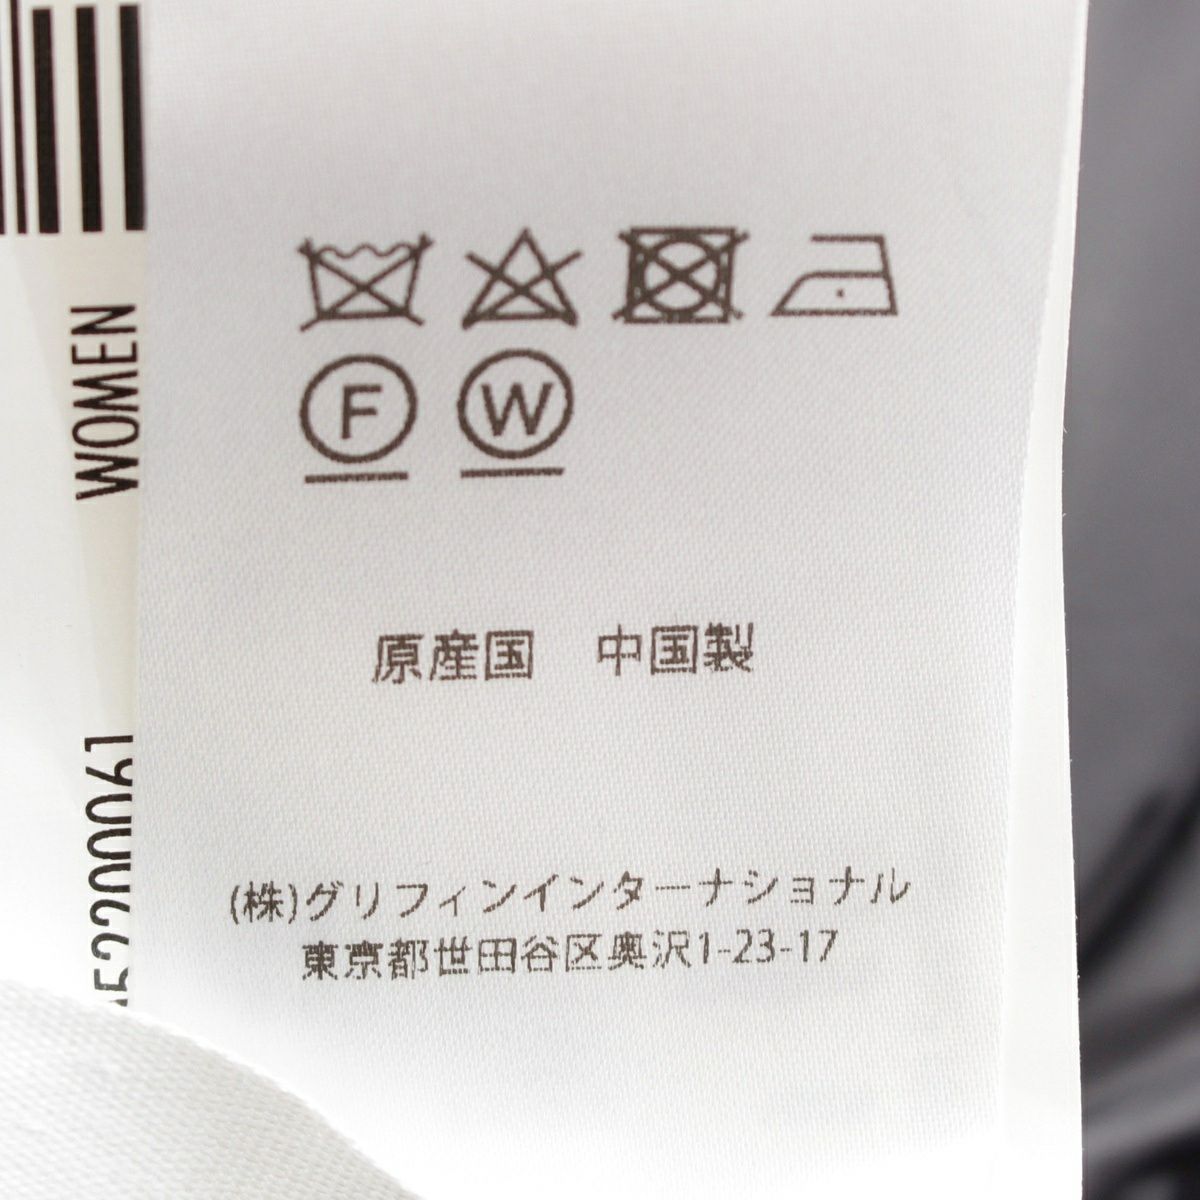 WOMEN
F W
原産国　中国製
5220061
(株)グリフィンインターナショナル
東京都世田谷区奥沢1-23-17